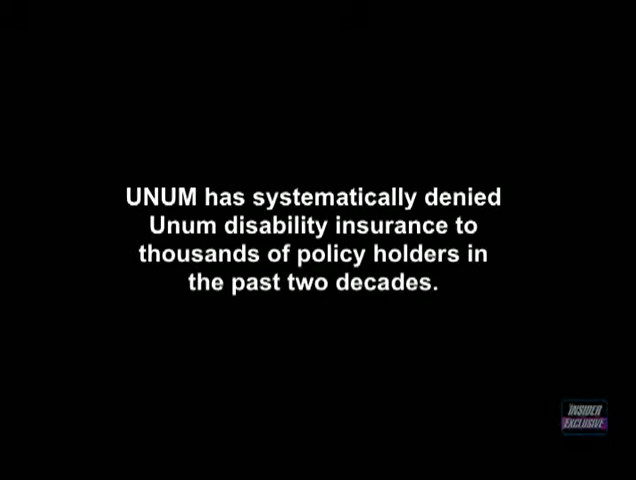 UNUM has systematically denied
Unum disability insurance to
thousands of policy holders in
the past two decades.
INSIDER
EXCLUSIVE